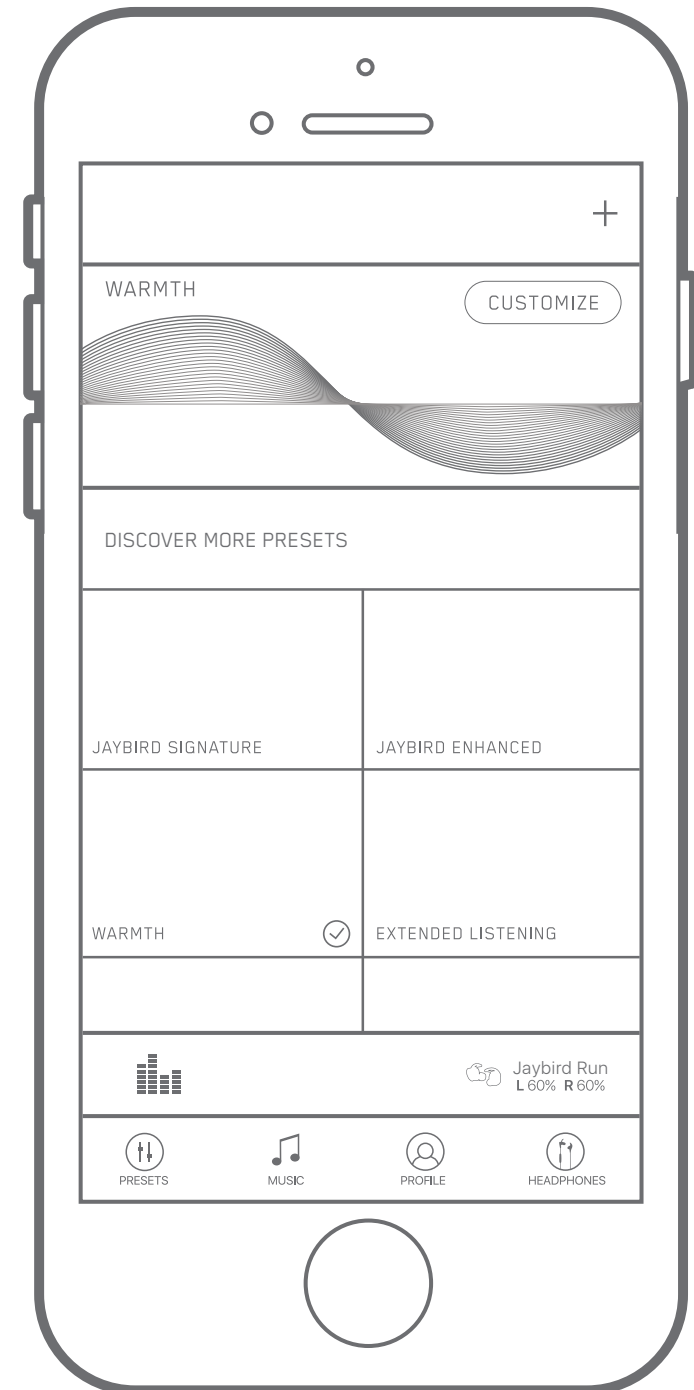 +
WARMTH
CUSTOMIZE
DISCOVER MORE PRESETS
JAYBIRD SIGNATURE
JAYBIRD ENHANCED
WARMTH
EXTENDED LISTENING
Jaybird Run
L 60% R 60%
PRESETS
MUSIC
PROFILE
HEADPHONES